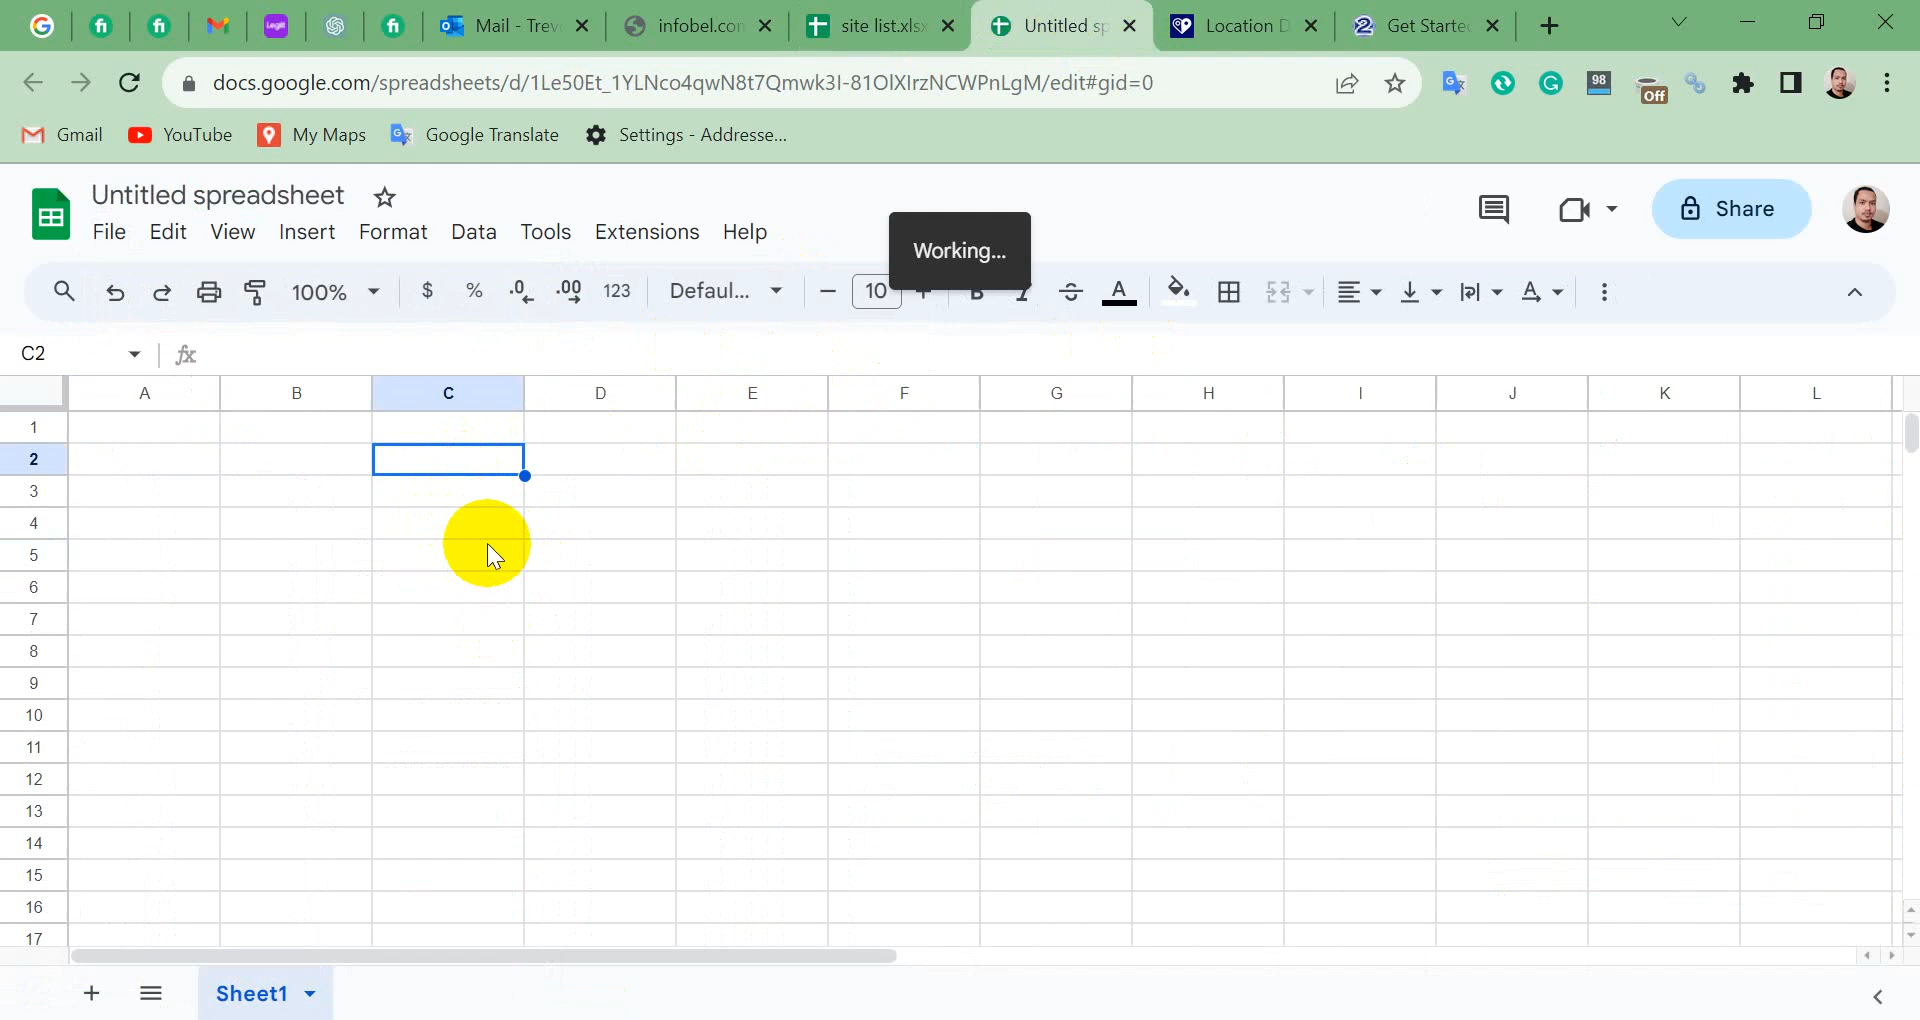 Mail - Trev
infobel.con
site list.xlsx
Untitled sp
Location D
Get Starte
docs.google.com/spreadsheets/d/1Le50Et_1YLNco4qwN8t7Qmwk3I-81OlXIrzNCWPnLgM/edit#gid=0
98
Off
Gmail
YouTube
My Maps
Google Translate
Settings - Addresse...
Untitled spreadsheet
Share
File Edit View Insert Format Data Tools Extensions Help
Working...
100%
$ % .0 .00 123
Defaul...
10
B I A
C2
fx
A B C D E F G H I J K L
1
2
3
4
5
6
7
8
9
10
11
12
13
14
15
16
17
Sheet1